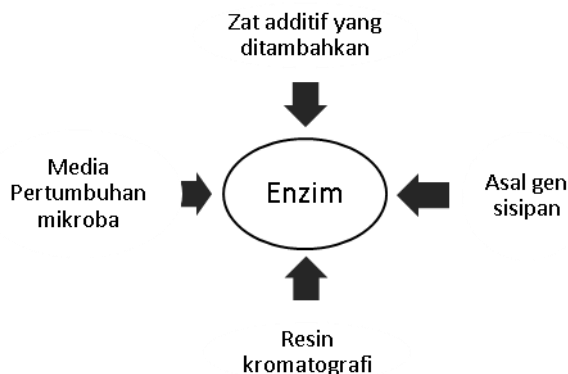 Zat additif yang
ditambahkan
Media
Pertumbuhan
mikroba
Enzim
Asal gen
sisipan
Resin
kromatografi